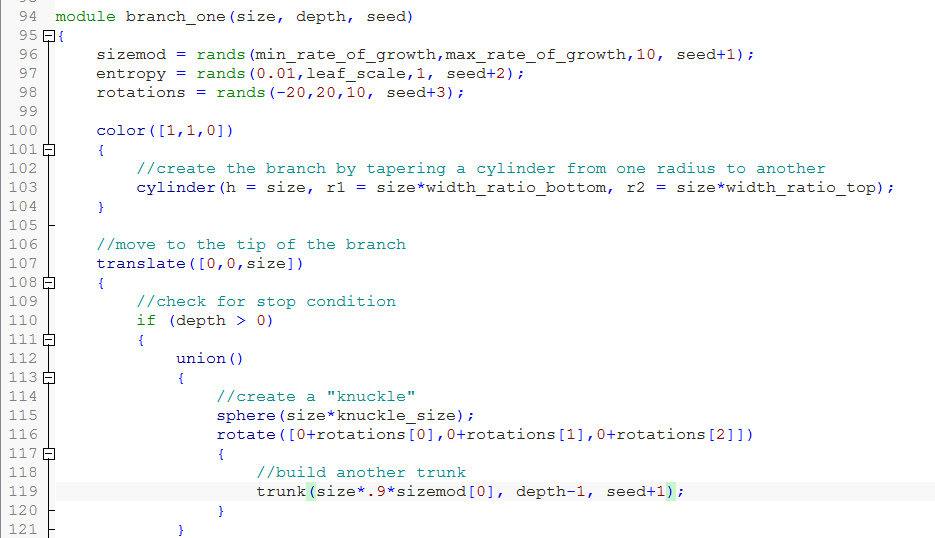 94 module branch_one(size, depth, seed)
95 {
96 sizemod = rands(min_rate_of_growth,max_rate_of_growth,10, seed+1);
97 entropy = rands(0.01,leaf_scale,1, seed+2);
98 rotations = rands(-20,20,10, seed+3);
99
100 color([1,1,0])
101 {
102 //create the branch by tapering a cylinder from one radius to another
103 cylinder(h = size, r1 = size*width_ratio_bottom, r2 = size*width_ratio_top);
104 }
105
106 //move to the tip of the branch
107 translate([0,0,size])
108 {
109 //check for stop condition
110 if (depth > 0)
111 {
112 union()
113 {
114 //create a "knuckle"
115 sphere(size*knuckle_size);
116 rotate([0+rotations[0],0+rotations[1],0+rotations[2]])
117 {
118 //build another trunk
119 trunk(size*.9*sizemod[0], depth-1, seed+1);
120 }
121 }